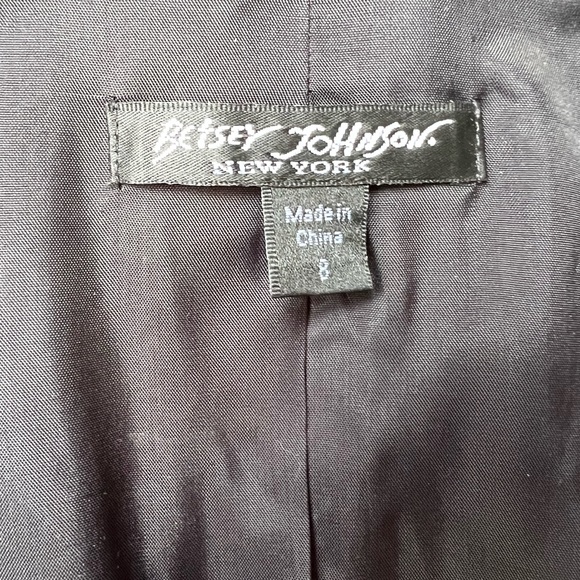 BETSEY JOHNSON.
NEW YORK
Made in
China
8